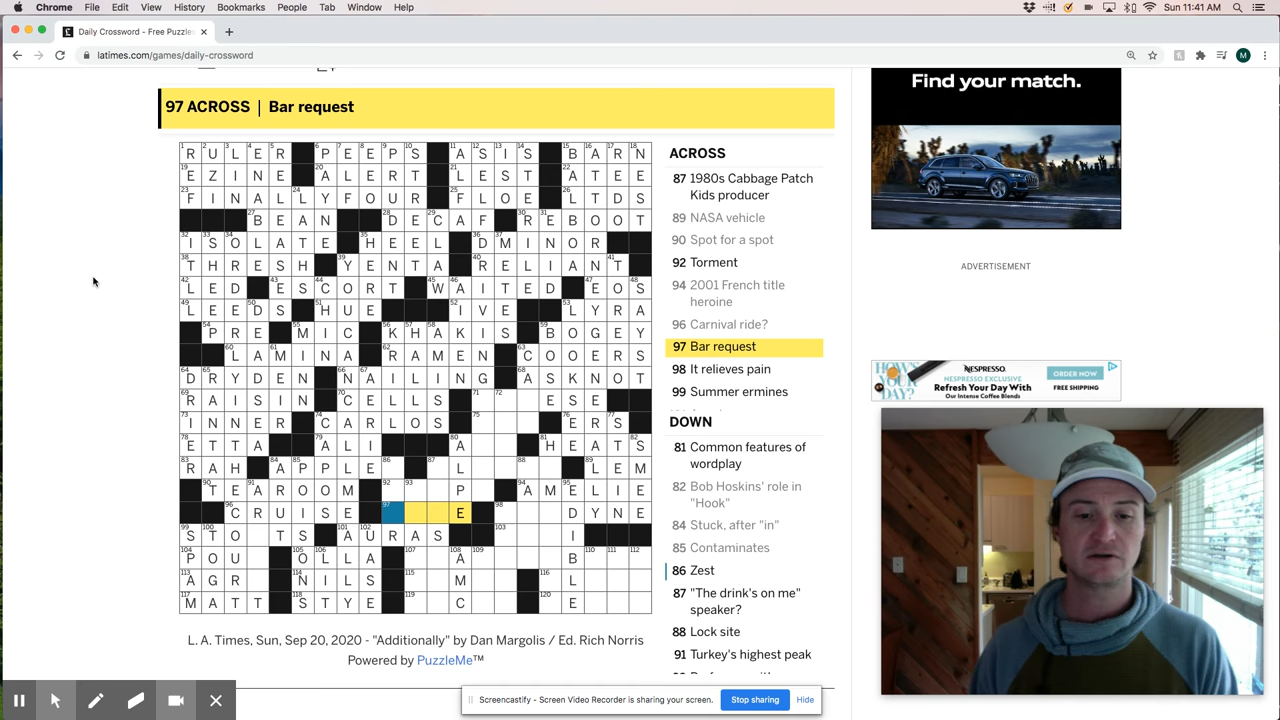 Chrome File Edit View History Bookmarks People Tab Window Help
Sun 11:41 AM
Daily Crossword - Free Puzzles
latimes.com/games/daily-crossword
M
97 ACROSS | Bar request
R U L E R P E E P S A S I S B A R N
E Z I N E A L E R T L E S T A T E E
F I N A L L Y F O U R F L O E L T D S
B E A N D E C A F R E B O O T
I S O L A T E H E E L D M I N O R
T H R E S H Y E N T A R E L I A N T
L E D E S C O R T W A I T E D E O S
L E E D S H U E I V E L Y R A
P R E M I C K H A K I S B O G E Y
L A M I N A R A M E N C O O E R S
D R Y D E N N A I L I N G A S K N O T
R A I S I N C A L L S E S E
I N N E R C A R L O S E R S
E T T A A L I A H E A T S
R A H A P P L E L L E M
T E A R O O M P A M E L I E
C R U I S E E D Y N E
S T O T S A U R A S I
P O U O L L A A B
A G R N I L S M L
M A T T S T Y E C E
L. A. Times, Sun, Sep 20, 2020 - "Additionally" by Dan Margolis / Ed. Rich Norris
Powered by PuzzleMe™
ACROSS
87 1980s Cabbage Patch
Kids producer
89 NASA vehicle
90 Spot for a spot
92 Torment
94 2001 French title
heroine
96 Carnival ride?
97 Bar request
98 It relieves pain
99 Summer ermines
DOWN
81 Common features of
wordplay
82 Bob Hoskins' role in
"Hook"
84 Stuck, after "in"
85 Contaminates
86 Zest
87 "The drink's on me"
speaker?
88 Lock site
91 Turkey's highest peak
Find your match.
ADVERTISEMENT
HOW'S YOUR DAY?
NESPRESSO EXCLUSIVE
Refresh Your Day With
Our Intense Coffee Blends
NESPRESSO
ORDER NOW
FREE SHIPPING
Screencastify - Screen Video Recorder is sharing your screen.
Stop sharing
Hide